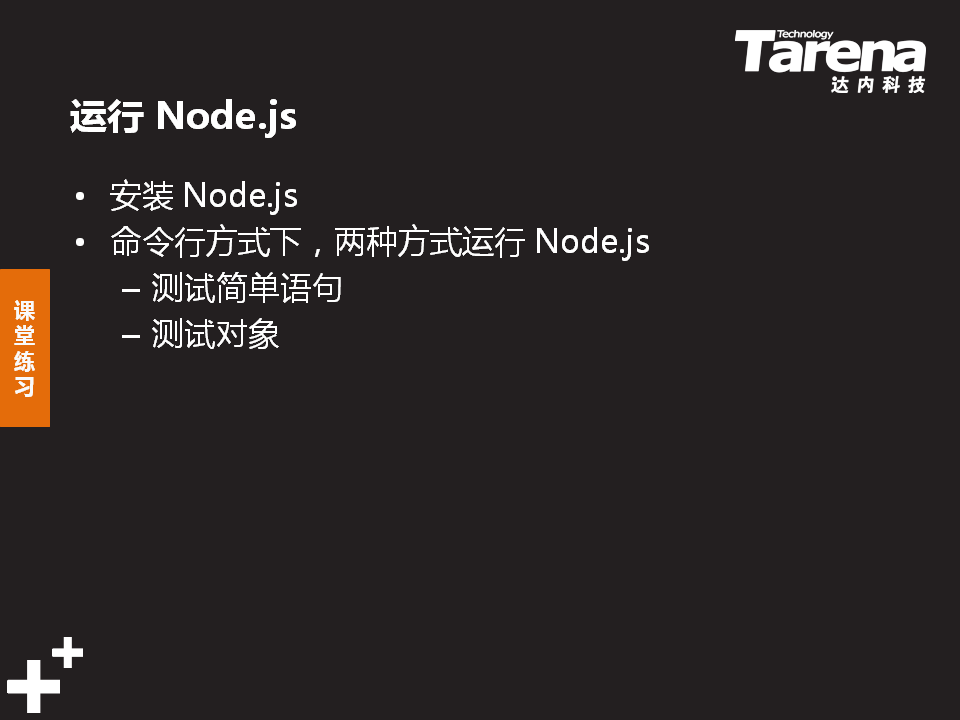 Technology
Tarena
达内科技
运行 Node.js
• 安装 Node.js
• 命令行方式下，两种方式运行 Node.js
– 测试简单语句
– 测试对象
课
堂
练
习